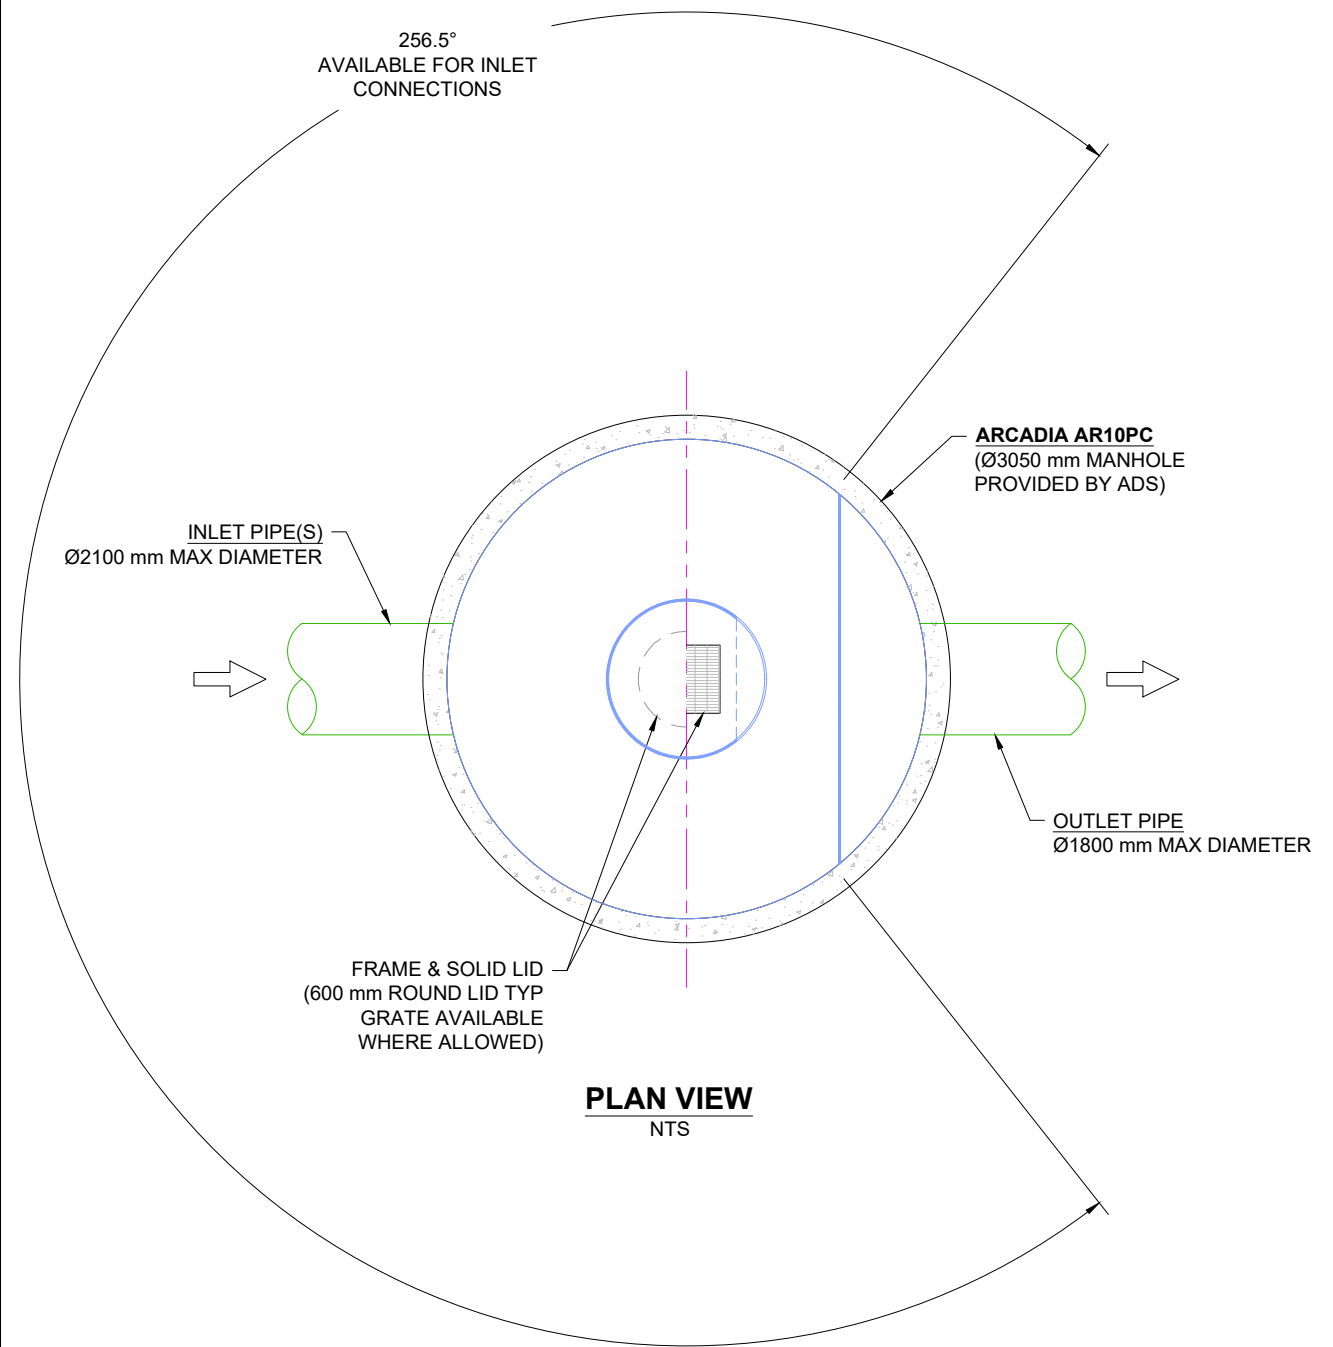 256.5°
AVAILABLE FOR INLET
CONNECTIONS
ARCADIA AR10PC
(Ø3050 mm MANHOLE
PROVIDED BY ADS)
INLET PIPE(S)
Ø2100 mm MAX DIAMETER
OUTLET PIPE
Ø1800 mm MAX DIAMETER
FRAME & SOLID LID
(600 mm ROUND LID TYP
GRATE AVAILABLE
WHERE ALLOWED)
PLAN VIEW
NTS